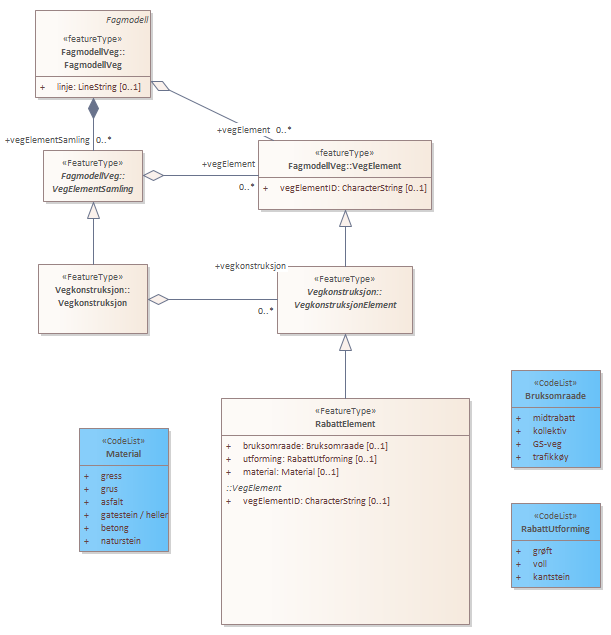 Fagmodell
«featureType»
FagmodellVeg::
FagmodellVeg
+ linje: LineString [0..1]
+vegElement 0..*
+vegElementSamling 0..*
«FeatureType»
FagmodellVeg::
VegElementSamling
+vegElement
0..*
«featureType»
FagmodellVeg::VegElement
+ vegElementID: CharacterString [0..1]
«FeatureType»
Vegkonstruksjon::
Vegkonstruksjon
+vegkonstruksjon
0..*
«FeatureType»
Vegkonstruksjon::
VegkonstruksjonElement
«FeatureType»
RabattElement
+ bruksomraade: Bruksomraade [0..1]
+ utforming: RabattUtforming [0..1]
+ material: Material [0..1]
::VegElement
+ vegElementID: CharacterString [0..1]
«CodeList»
Material
+ gress
+ grus
+ asfalt
+ gatestein / heller
+ betong
+ naturstein
«CodeList»
Bruksomraade
+ midtrabatt
+ kollektiv
+ GS-veg
+ trafikkøy
«CodeList»
RabattUtforming
+ grøft
+ voll
+ kantstein